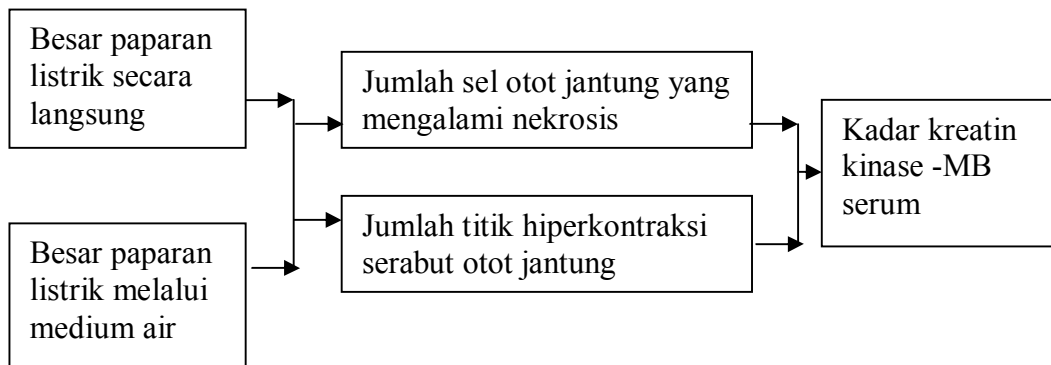 Besar paparan
listrik secara
langsung
Besar paparan
listrik melalui
medium air
Jumlah sel otot jantung yang
mengalami nekrosis
Jumlah titik hiperkontraksi
serabut otot jantung
Kadar kreatin
kinase -MB
serum